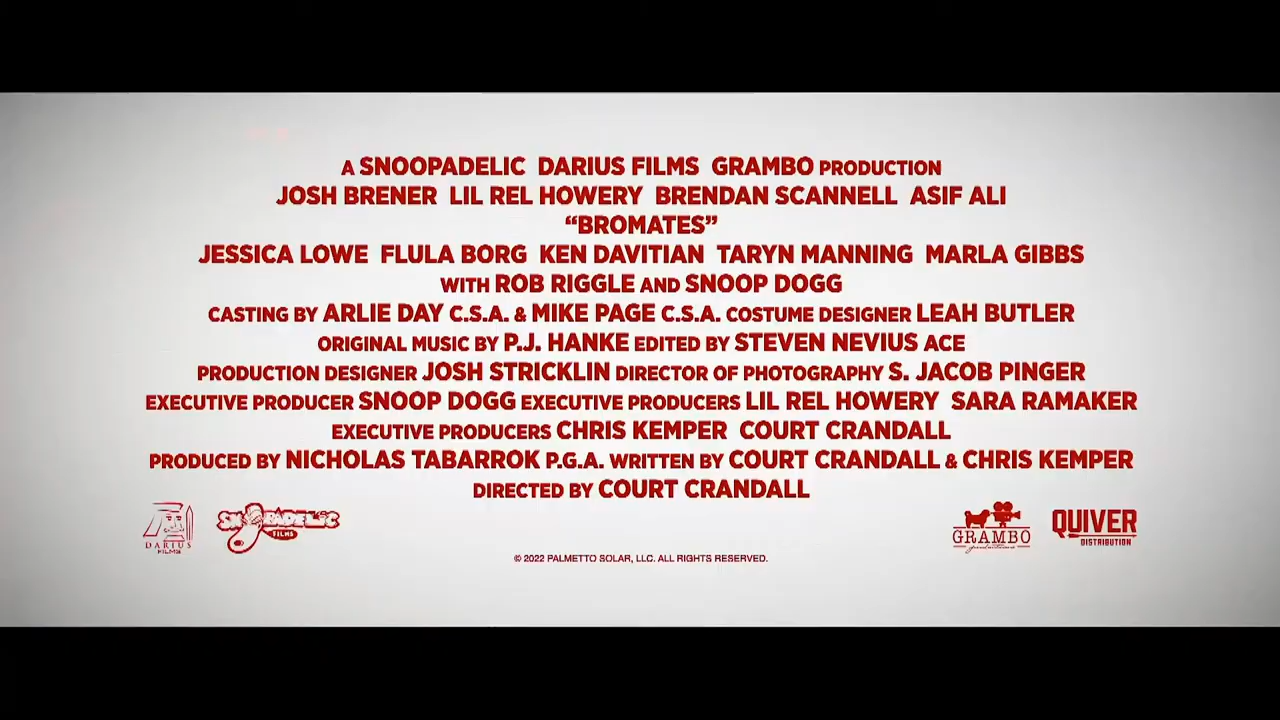 A SNOOPADELIC DARIUS FILMS GRAMBO PRODUCTION
JOSH BRENER LIL REL HOWERY BRENDAN SCANNELL ASIF ALI
“BROMATES”
JESSICA LOWE FLULA BORG KEN DAVITIAN TARYN MANNING MARLA GIBBS
WITH ROB RIGGLE AND SNOOP DOGG
CASTING BY ARLIE DAY C.S.A. & MIKE PAGE C.S.A. COSTUME DESIGNER LEAH BUTLER
ORIGINAL MUSIC BY P.J. HANKE EDITED BY STEVEN NEVIUS ACE
PRODUCTION DESIGNER JOSH STRICKLIN DIRECTOR OF PHOTOGRAPHY S. JACOB PINGER
EXECUTIVE PRODUCER SNOOP DOGG EXECUTIVE PRODUCERS LIL REL HOWERY SARA RAMAKER
EXECUTIVE PRODUCERS CHRIS KEMPER COURT CRANDALL
PRODUCED BY NICHOLAS TABARROK P.G.A. WRITTEN BY COURT CRANDALL & CHRIS KEMPER
DIRECTED BY COURT CRANDALL
DARIUS
FILMS
SNOOPADELIC
FILMS
GRAMBO
productions
QUIVER
DISTRIBUTION
© 2022 PALMETTO SOLAR, LLC. ALL RIGHTS RESERVED.